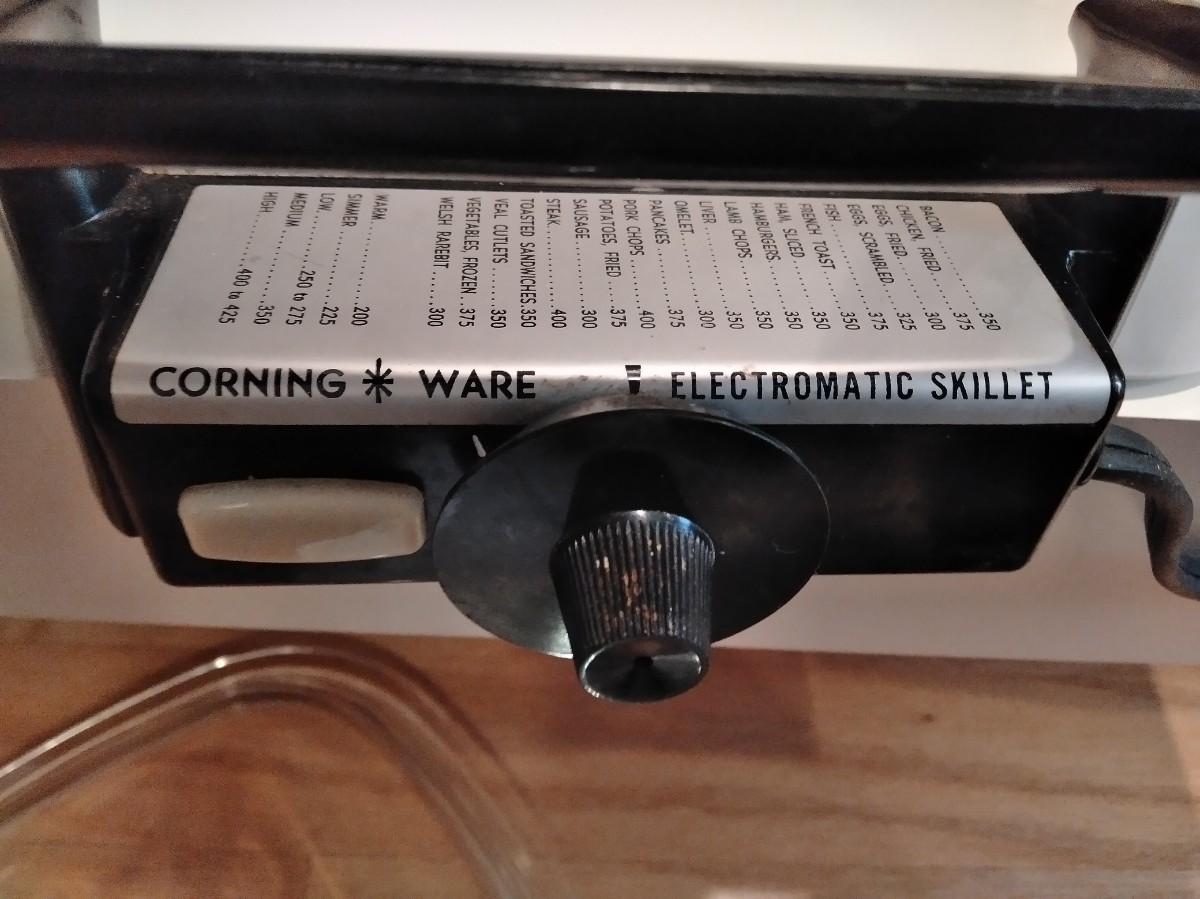 BACON..........350
CHICKEN, FRIED...375
EGGS, FRIED.....300
EGGS, SCRAMBLED..325
FISH...........375
FRENCH TOAST.....350
HAM, SLICED.....350
HAMBURGERS.....350
LAMB CHOPS.....350
LIVER..........350
OMELET.........300
PANCAKES.......375
PORK CHOPS.....400
POTATOES, FRIED...375
SAUSAGE........300
STEAK..........400
TOASTED SANDWICHES.350
VEAL CUTLETS.....350
VEGETABLES, FROZEN..375
WELSH RAREBIT....300
WARM..........200
SIMMER.........225
LOW......250 to 275
MEDIUM........350
HIGH......400 to 425
CORNING WARE ELECTROMATIC SKILLET